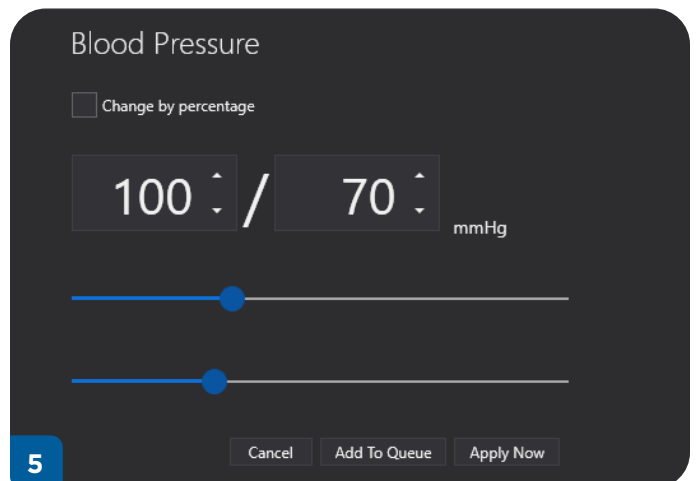 Blood Pressure
Change by percentage
100 / 70 mmHg
Cancel Add To Queue Apply Now
5